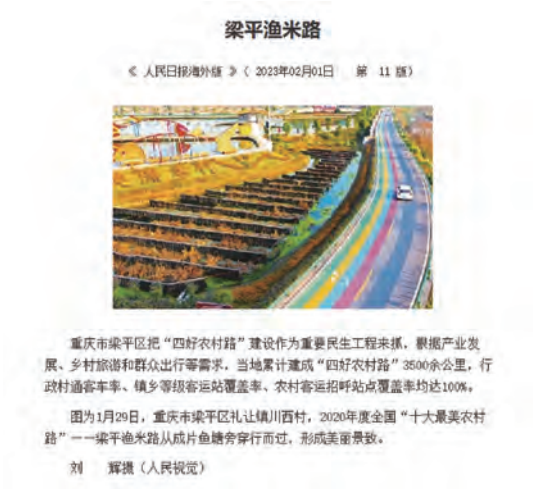 梁平渔米路
《 人民日报海外版 》（ 2023年02月01日 第 11 版）
重庆市梁平区把“四好农村路”建设作为重要民生工程来抓，根据产业发
展、乡村旅游和群众出行等需求，当地累计建成“四好农村路”3500余公里，行
政村通客车率、镇乡等级客运站覆盖率、农村客运招呼站点覆盖率均达100%。
图为1月29日，重庆市梁平区礼让镇川西村，2020年度全国“十大最美农村
路”——梁平渔米路从成片鱼塘旁穿行而过，形成美丽景致。
刘 辉摄（人民视觉）